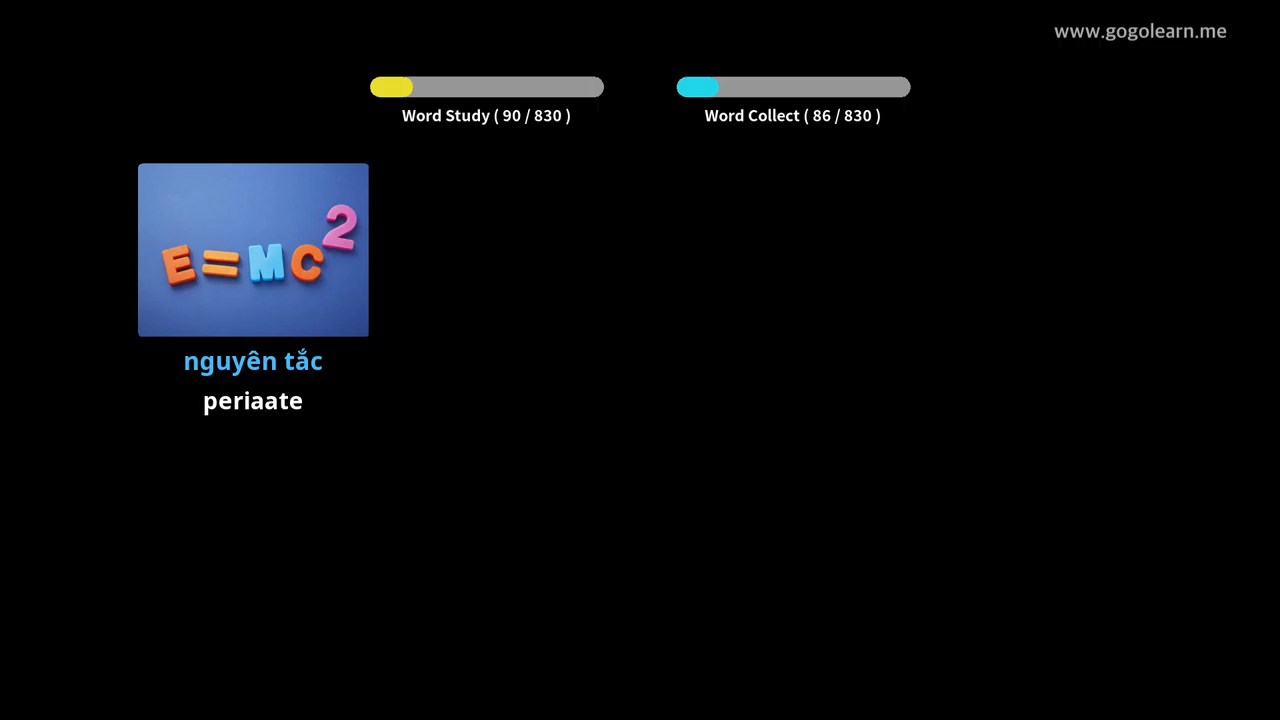 www.gogolearn.me
Word Study ( 90 / 830 )
Word Collect ( 86 / 830 )
E=MC²
nguyên tắc
periaate